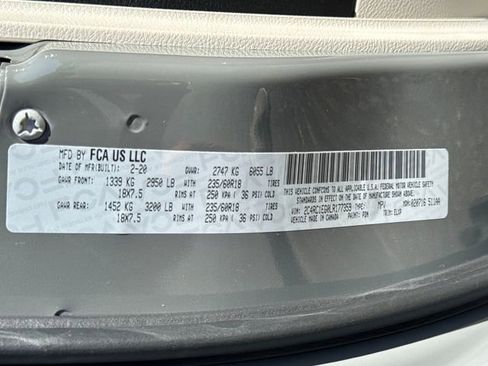 MFD BY FCA US LLC
DATE OF MFR(BUILT): 2-20 GVWR: 2747 KG 6055 LB
GAWR FRONT: 1339 KG 2950 LB WITH 235/60R18 TIRES
18X7.5 RIMS AT 250 KPA ( 36 PSI) COLD
GAWR REAR: 1452 KG 3200 LB WITH 235/60R18 TIRES
18X7.5 RIMS AT 250 KPA ( 36 PSI) COLD
THIS VEHICLE CONFORMS TO ALL APPLICABLE U.S.A. FEDERAL MOTOR VEHICLE SAFETY
STANDARDS IN EFFECT ON THE DATE OF MANUFACTURE SHOWN ABOVE.
VIN: TYPE: MPV MDH: 020716 511AA
MADE IN CANADA PAINT: PDN TRIM: